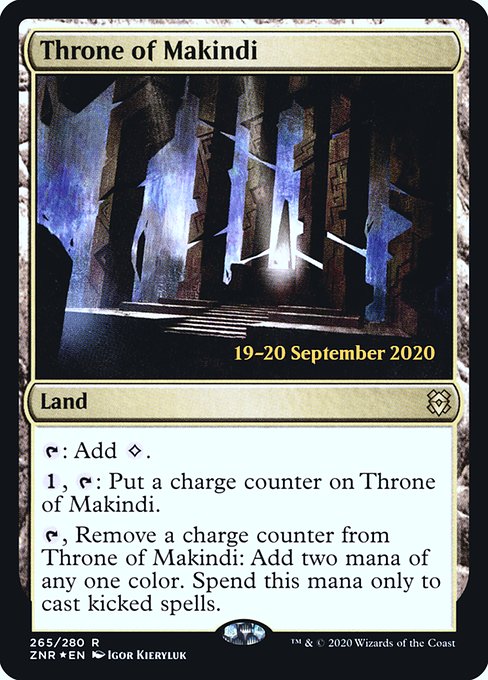 Throne of Makindi
19–20 September 2020
Land
: Add .
1, : Put a charge counter on Throne
of Makindi.
, Remove a charge counter from
Throne of Makindi: Add two mana of
any one color. Spend this mana only to
cast kicked spells.
265/280 R
ZNR ★ EN Igor Kieryluk
™ & © 2020 Wizards of the Coast